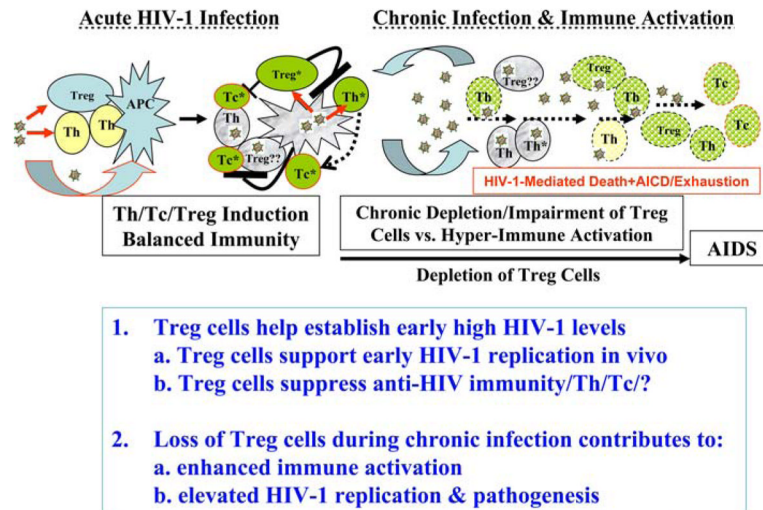 Acute HIV-1 Infection
Chronic Infection & Immune Activation
Treg
APC
Th
Th
Treg*
Tc*
Th*
Th
Treg??
Tc*
Tc*
Treg??
Th
Treg
Th
Tc
Th
Th*
Th
Treg
Th
Tc
HIV-1-Mediated Death+AICD/Exhaustion
Th/Tc/Treg Induction
Balanced Immunity
Chronic Depletion/Impairment of Treg
Cells vs. Hyper-Immune Activation
AIDS
Depletion of Treg Cells
1. Treg cells help establish early high HIV-1 levels
a. Treg cells support early HIV-1 replication in vivo
b. Treg cells suppress anti-HIV immunity/Th/Tc/?
2. Loss of Treg cells during chronic infection contributes to:
a. enhanced immune activation
b. elevated HIV-1 replication & pathogenesis